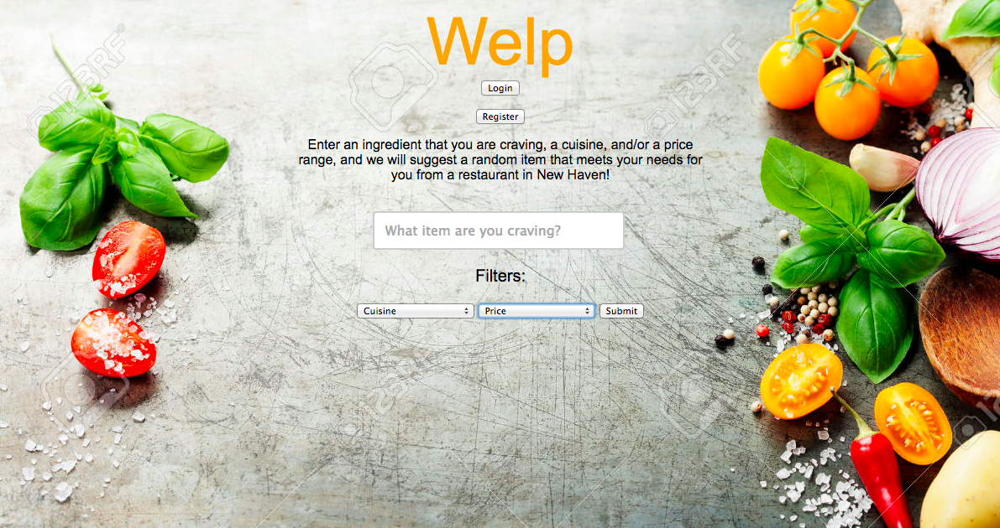 Welp
Login
Register
Enter an ingredient that you are craving, a cuisine, and/or a price
range, and we will suggest a random item that meets your needs for
you from a restaurant in New Haven!
What item are you craving?
Filters:
Cuisine Price Submit
123RF®
123RF®